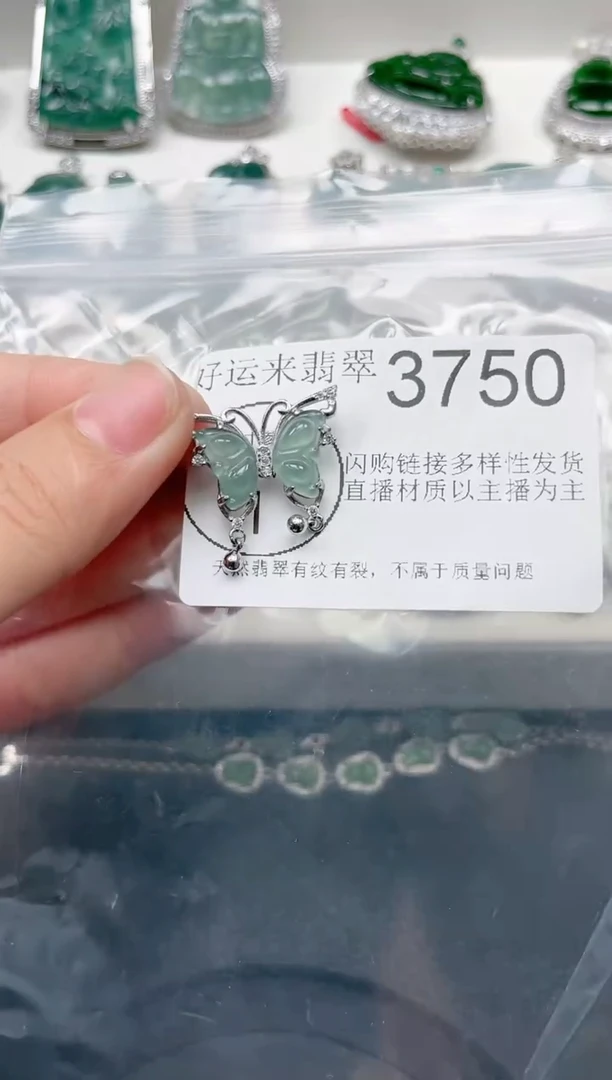 好运来翡翠 3750
闪购链接多样性发货
直播材质以主播为主
天然翡翠有纹有裂，不属于质量问题